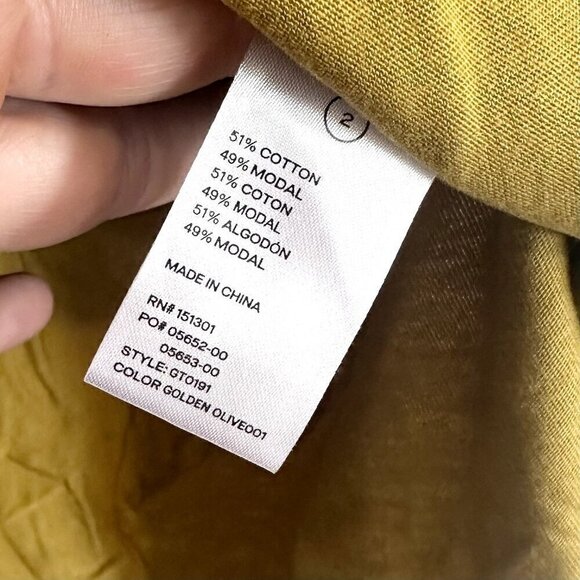 2
51% COTTON
49% MODAL
51% COTON
49% MODAL
51% ALGODÓN
49% MODAL
MADE IN CHINA
RN# 151301
PO# 05652-00
05653-00
STYLE: GT0191
COLOR GOLDEN OLIVE001